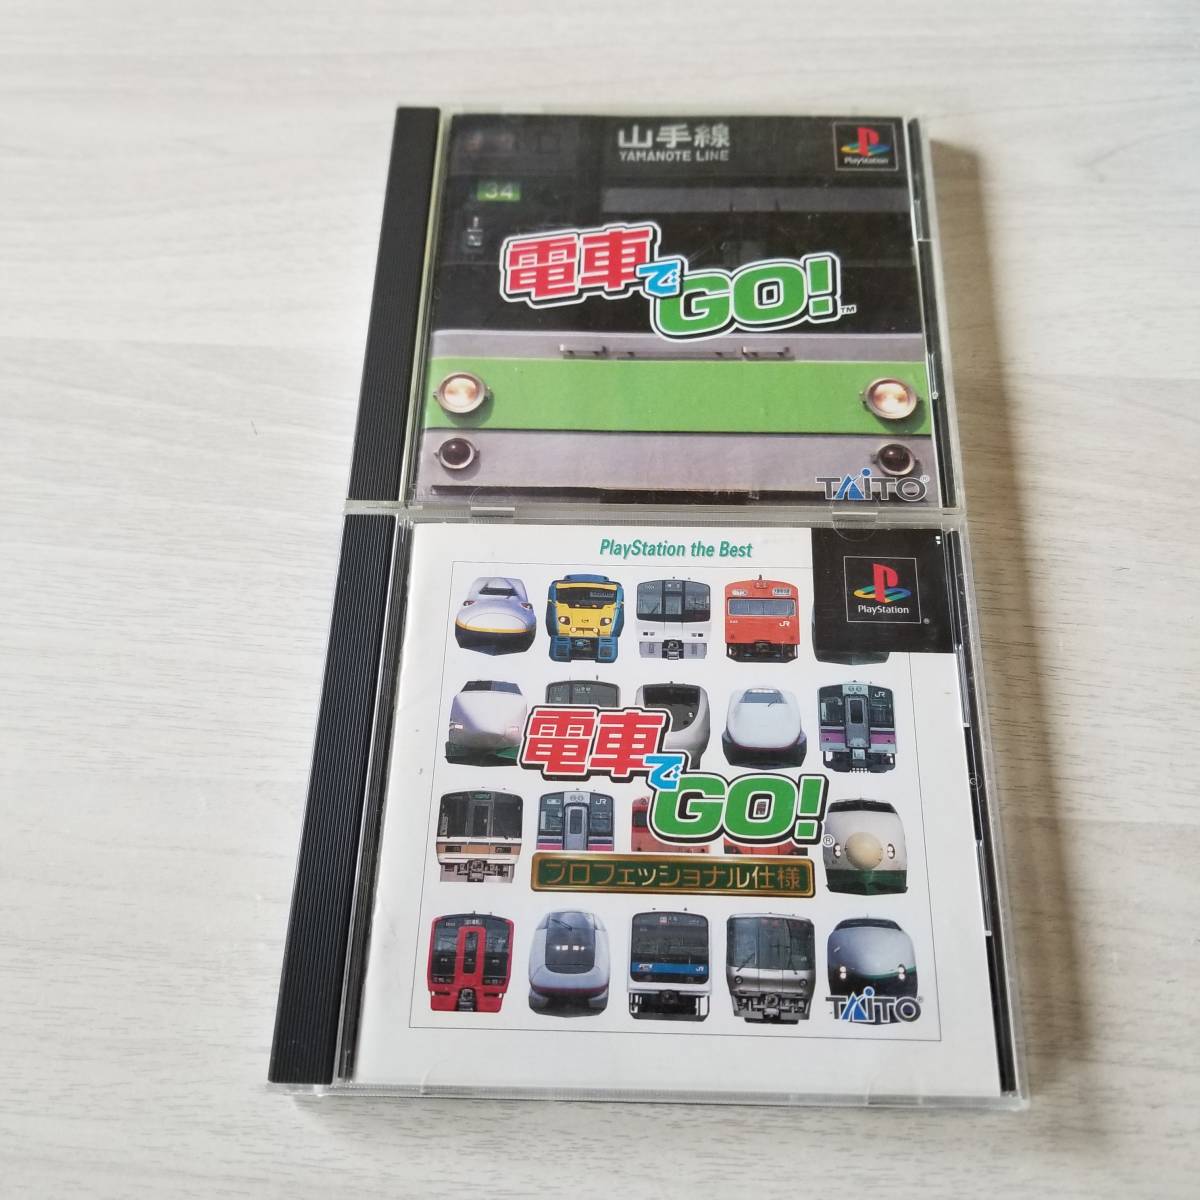 山手線
YAMANOTE LINE
PlayStation
34
電車でGO!™
TAITO®
PlayStation the Best
PlayStation
®
電車でGO!®
プロフェッショナル仕様
TAITO®